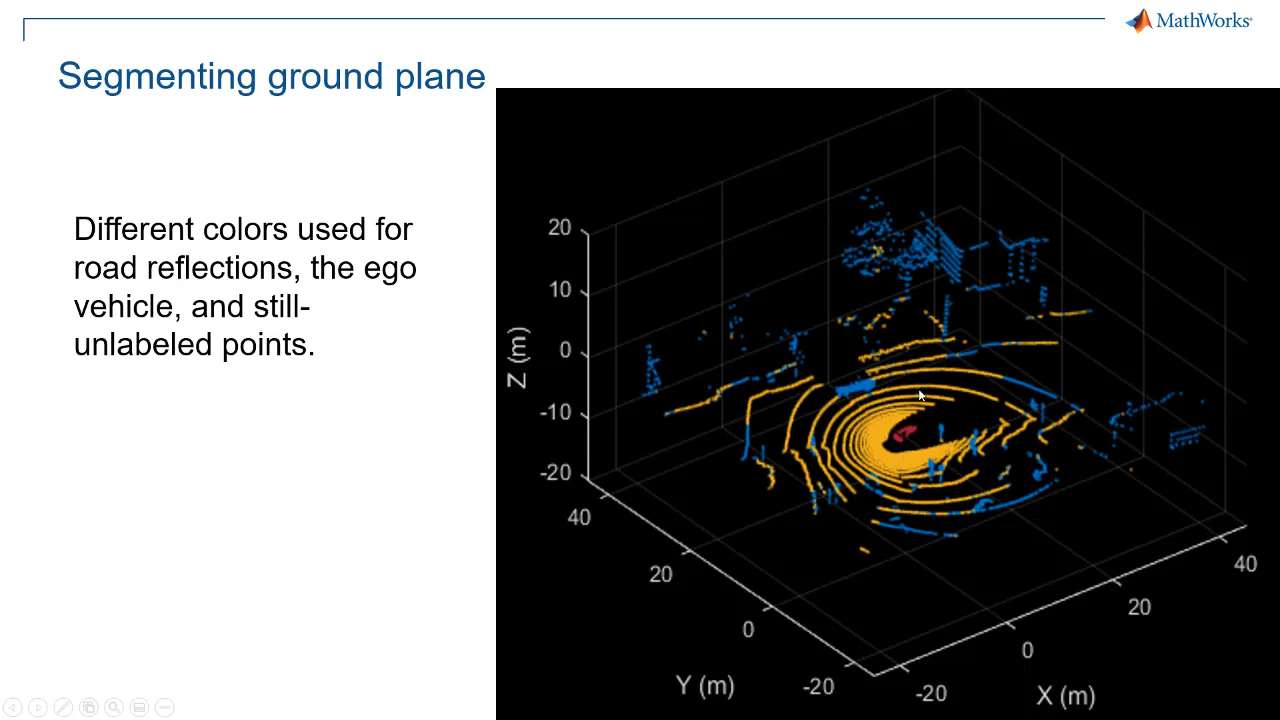 MathWorks®
Segmenting ground plane
Different colors used for
road reflections, the ego
vehicle, and still-
unlabeled points.
20
10
0
-10
-20
Z (m)
40
20
0
-20
Y (m)
-20
0
20
40
X (m)